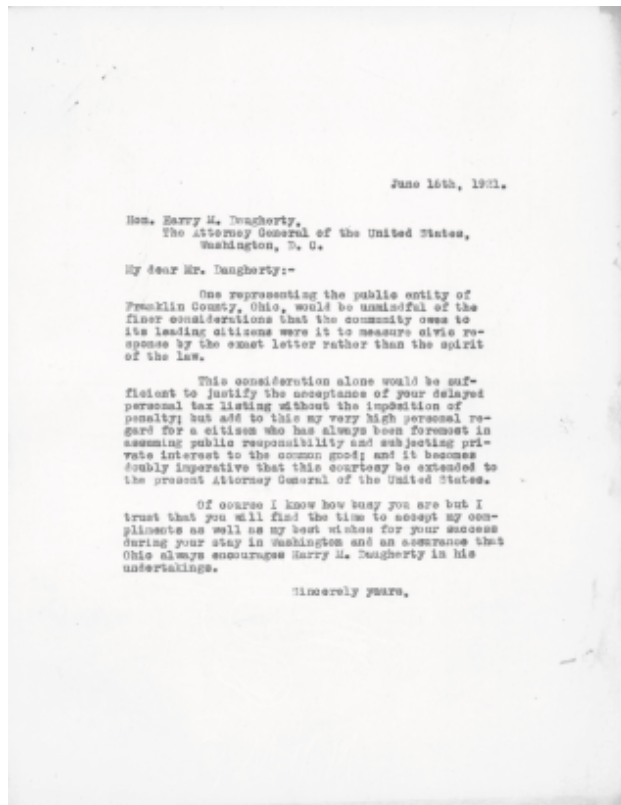 June 16th, 1921.
Hon. Harry M. Daugherty,
The Attorney General of the United States,
Washington, D. C.
My dear Mr. Daugherty:-
One representing the public entity of
Franklin County, Ohio, would be unmindful of the
finer considerations that the community owes to
its leading citizens were it to measure civic re-
sponse by the exact letter rather than the spirit
of the law.
This consideration alone would be suf-
ficient to justify the acceptance of your delayed
personal tax listing without the imposition of
penalty; but add to this my very high personal re-
gard for a citizen who has always been foremost in
assuming public responsibility and subjecting pri-
vate interest to the common good; and it becomes
doubly imperative that this courtesy be extended to
the present Attorney General of the United States.
Of course I know how busy you are but I
trust that you will find the time to accept my com-
pliments as well as my best wishes for your success
during your stay in Washington and an assurance that
Ohio always encourages Harry M. Daugherty in his
undertakings.
Sincerely yours,